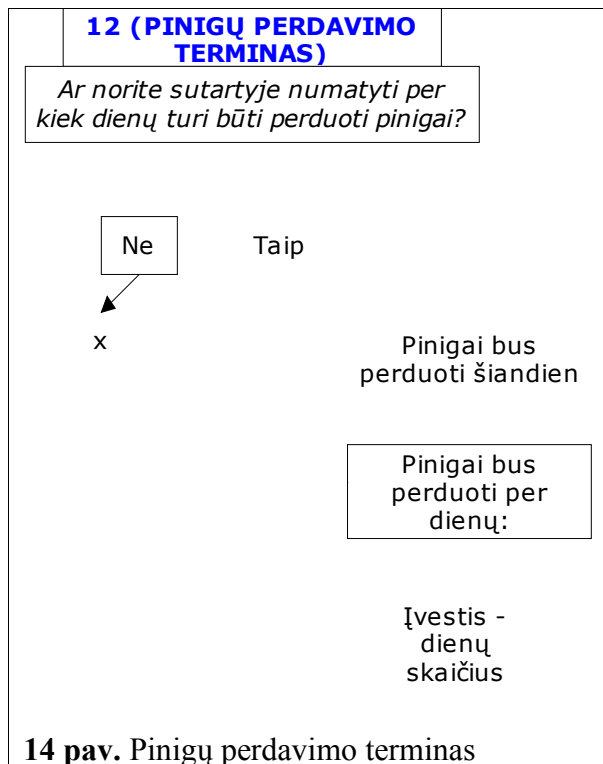 12 (PINIGŲ PERDAVIMO
TERMINAS)
Ar norite sutartyje numatyti per
kiek dienų turi būti perduoti pinigai?
Ne
Taip
x
Pinigai bus
perduoti šiandien
Pinigai bus
perduoti per
dienų:
Įvestis -
dienų
skaičius
14 pav. Pinigų perdavimo terminas